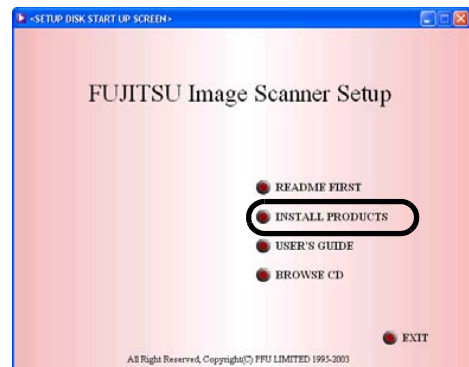 <SETUP DISK START UP SCREEN>
FUJITSU Image Scanner Setup
README FIRST
INSTALL PRODUCTS
USER'S GUIDE
BROWSE CD
EXIT
All Right Reserved, Copyright(C) PFU LIMITED 1995-2003